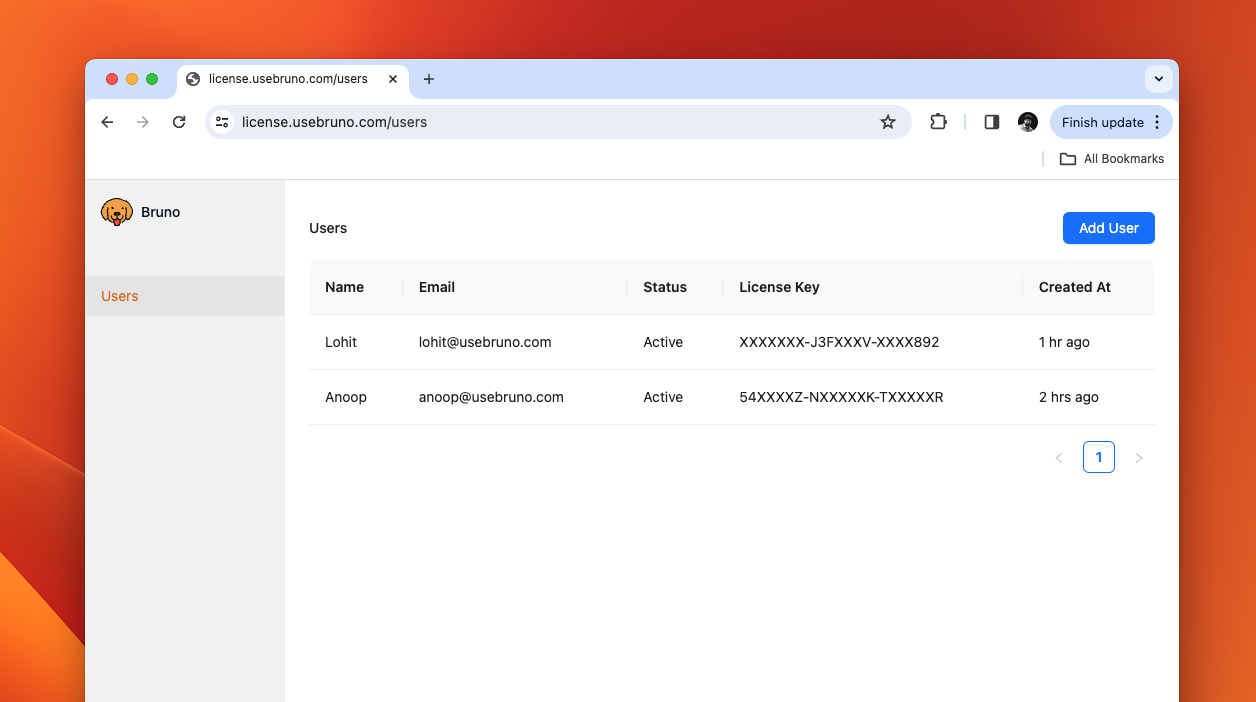 license.usebruno.com/users
license.usebruno.com/users
Finish update
All Bookmarks
Bruno
Users
Users
Add User
Name Email Status License Key Created At
Lohit lohit@usebruno.com Active XXXXXXX-J3FXXXV-XXXX892 1 hr ago
Anoop anoop@usebruno.com Active 54XXXXZ-NXXXXXK-TXXXXXR 2 hrs ago
1